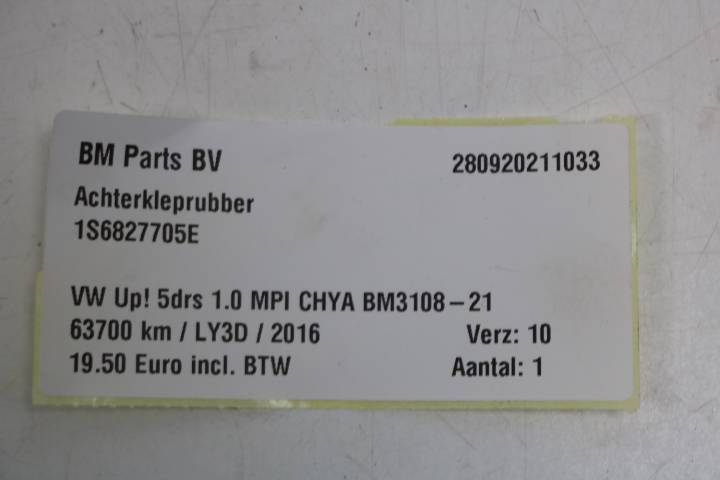 BM Parts BV 280920211033
Achterkleprubber
1S6827705E
VW Up! 5drs 1.0 MPI CHYA BM3108-21
63700 km / LY3D / 2016 Verz: 10
19.50 Euro incl. BTW Aantal: 1